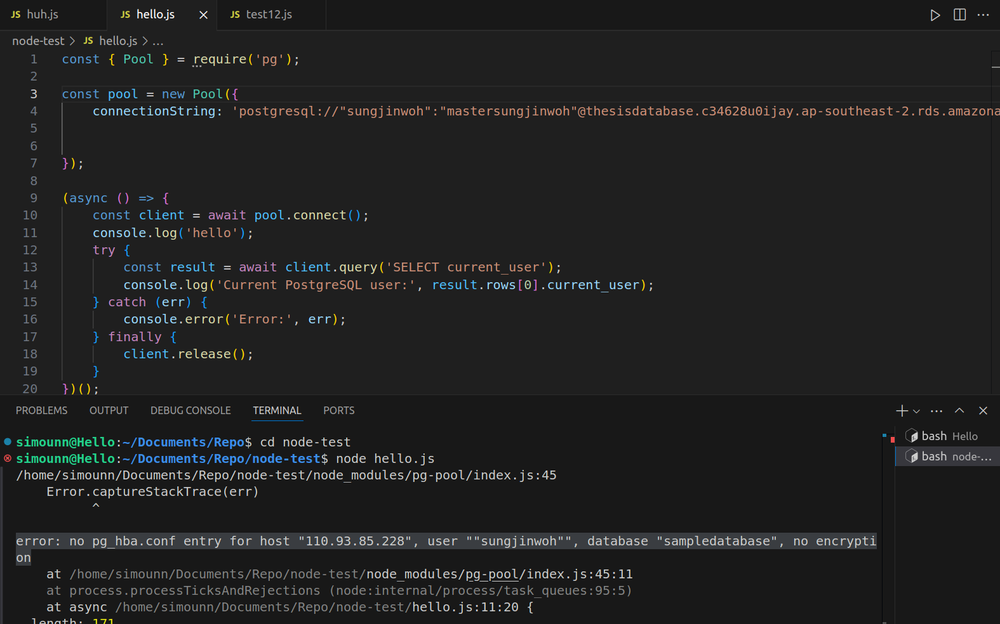 JS huh.js
JS hello.js
JS test12.js
node-test > JS hello.js > ...
1 const { Pool } = require('pg');
2
3 const pool = new Pool({
4 connectionString: 'postgresql://"sungjinwoh":"mastersungjinwoh"@thesisdatabase.c34628u0ijay.ap-southeast-2.rds.amazona
5
6
7 });
8
9 (async () => {
10 const client = await pool.connect();
11 console.log('hello');
12 try {
13 const result = await client.query('SELECT current_user');
14 console.log('Current PostgreSQL user:', result.rows[0].current_user);
15 } catch (err) {
16 console.error('Error:', err);
17 } finally {
18 client.release();
19 }
20 })();
PROBLEMS OUTPUT DEBUG CONSOLE TERMINAL PORTS
simounn@Hello:~/Documents/Repo$ cd node-test
simounn@Hello:~/Documents/Repo/node-test$ node hello.js
/home/simounn/Documents/Repo/node-test/node_modules/pg-pool/index.js:45
Error.captureStackTrace(err)
^
error: no pg_hba.conf entry for host "110.93.85.228", user ""sungjinwoh"", database "sampledatabase", no encrypti
on
at /home/simounn/Documents/Repo/node-test/node_modules/pg-pool/index.js:45:11
at process.processTicksAndRejections (node:internal/process/task_queues:95:5)
at async /home/simounn/Documents/Repo/node-test/hello.js:11:20 {
length: 171
bash Hello
bash node-...